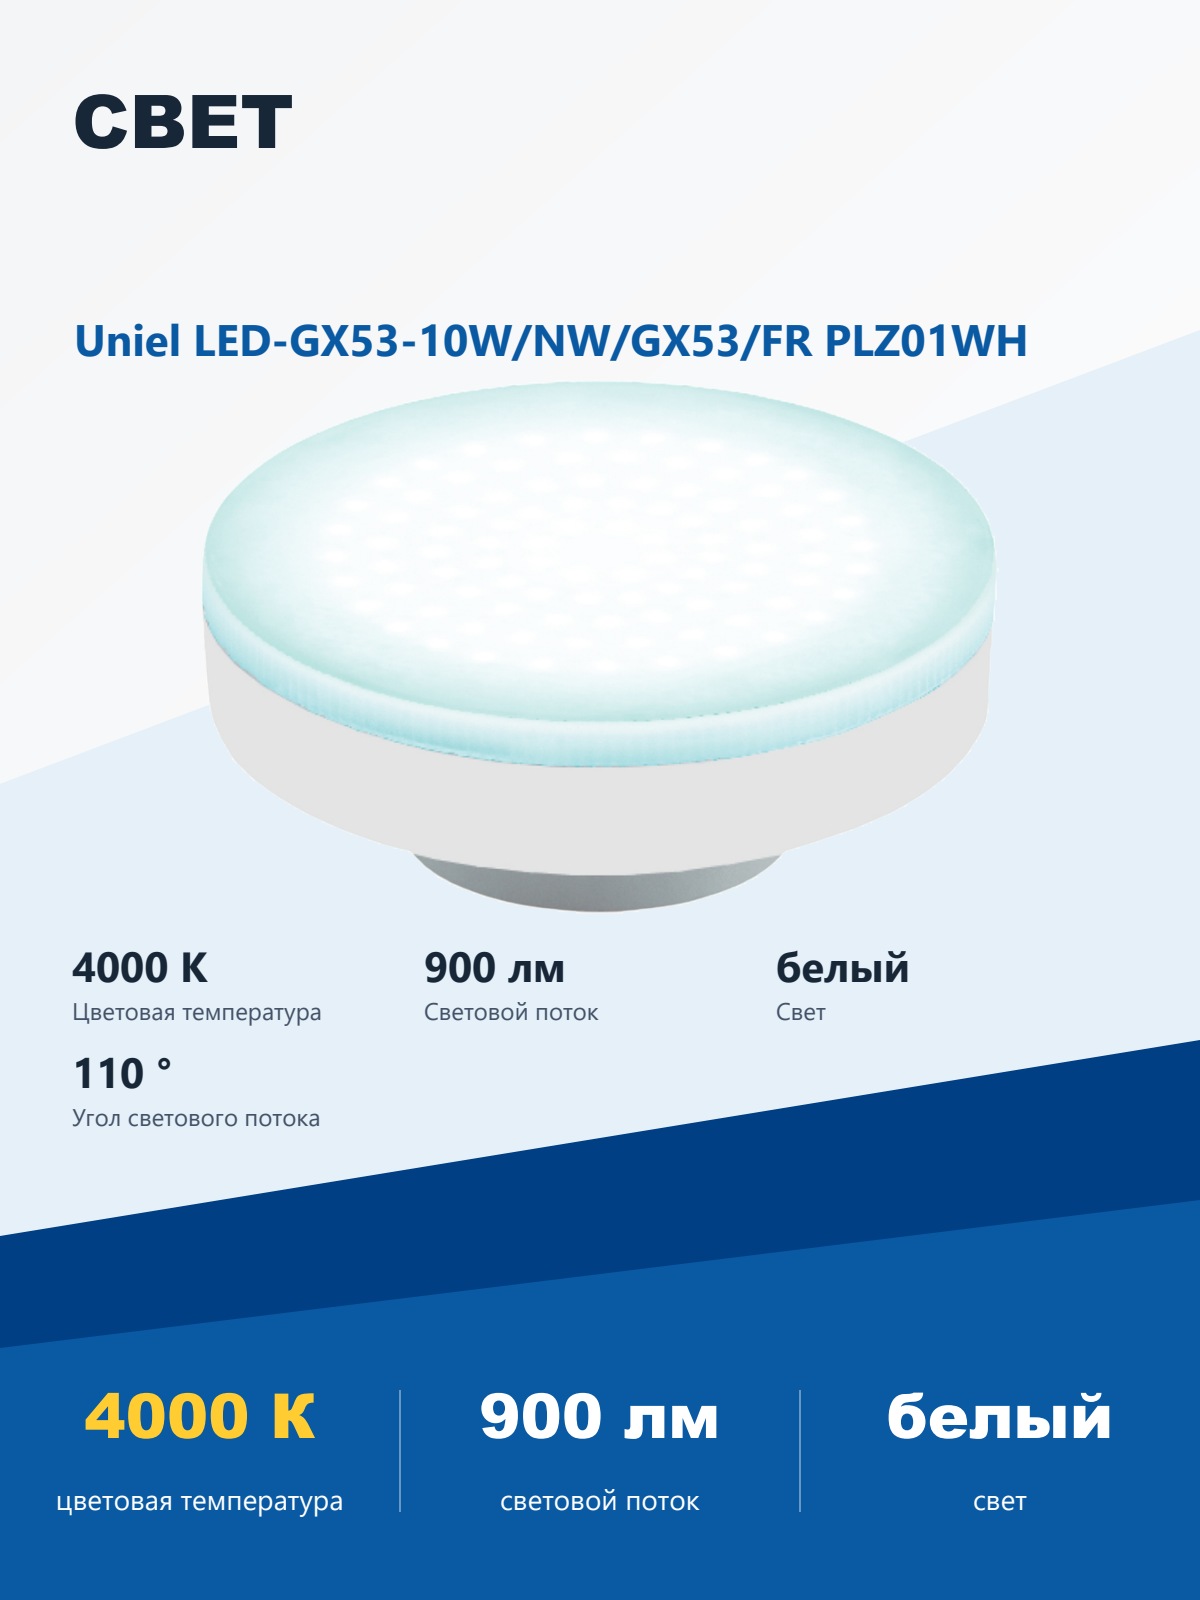 СВЕТ
Uniel LED-GX53-10W/NW/GX53/FR PLZ01WH
4000 К
900 лм
белый
Цветовая температура
Световой поток
Свет
110 °
Угол светового потока
4000 К
900 лм
белый
цветовая температура
световой поток
свет